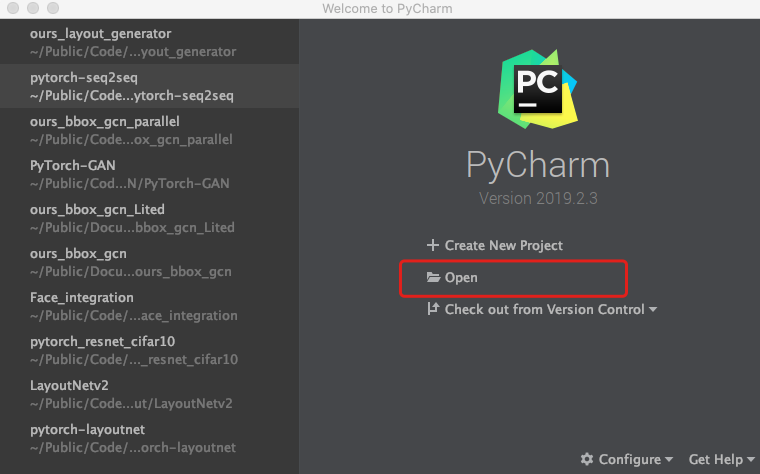 Welcome to PyCharm
ours_layout_generator
~/Public/Code/...yout_generator
pytorch-seq2seq
~/Public/Code...ytorch-seq2seq
ours_bbox_gcn_parallel
~/Public/Code...ox_gcn_parallel
PyTorch-GAN
~/Public/Cod...N/PyTorch-GAN
ours_bbox_gcn_Lited
~/Public/Docu...bbox_gcn_Lited
ours_bbox_gcn
~/Public/Docu...ours_bbox_gcn
Face_integration
~/Public/Code/...ace_integration
pytorch_resnet_cifar10
~/Public/Code/..._resnet_cifar10
LayoutNetv2
~/Public/Code...ut/LayoutNetv2
pytorch-layoutnet
~/Public/Code/...orch-layoutnet
PC
PyCharm
Version 2019.2.3
Create New Project
Open
Check out from Version Control
Configure
Get Help